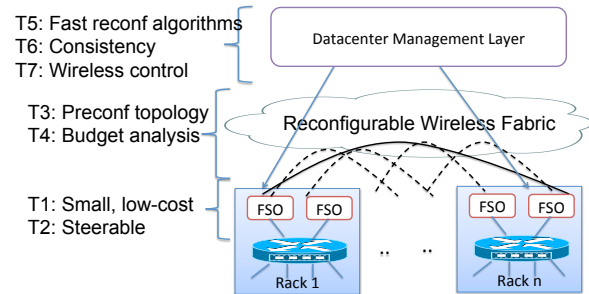 T5: Fast reconf algorithms
T6: Consistency
T7: Wireless control
Datacenter Management Layer
T3: Preconf topology
T4: Budget analysis
Reconfigurable Wireless Fabric
T1: Small, low-cost
T2: Steerable
FSO
FSO
FSO
FSO
.. ..
Rack 1
Rack n